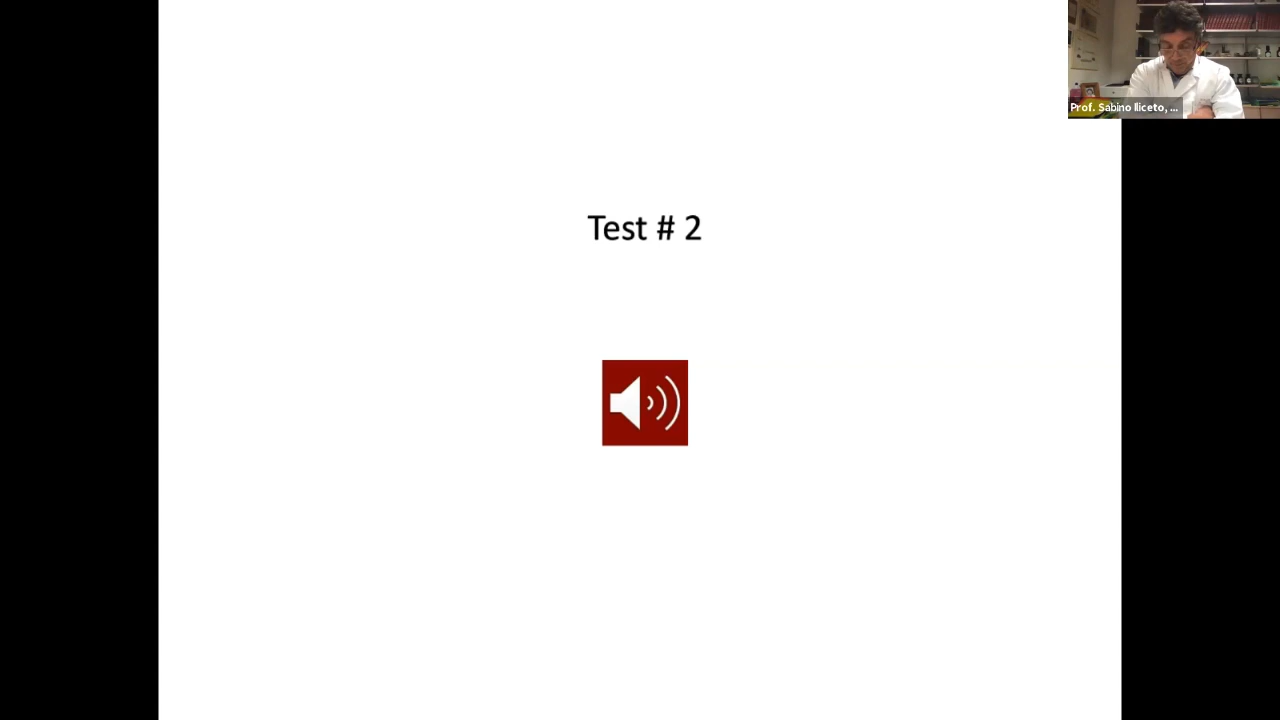 Prof. Sabino Iliceto, ...
Test # 2